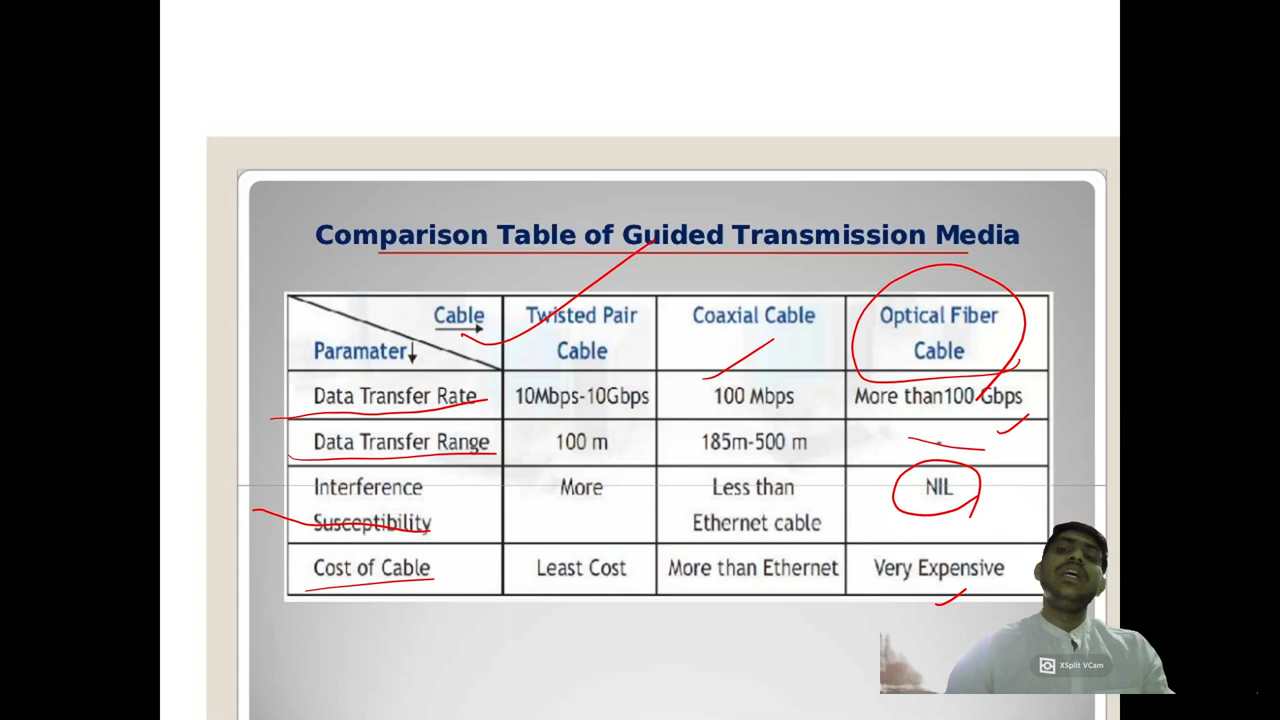 Comparison Table of Guided Transmission Media
Cable
Paramater
Twisted Pair
Cable
Coaxial Cable
Optical Fiber
Cable
Data Transfer Rate
10Mbps-10Gbps
100 Mbps
More than100 Gbps
Data Transfer Range
100 m
185m-500 m
-
Interference
Susceptibility
More
Less than
Ethernet cable
NIL
Cost of Cable
Least Cost
More than Ethernet
Very Expensive
XSplit VCam